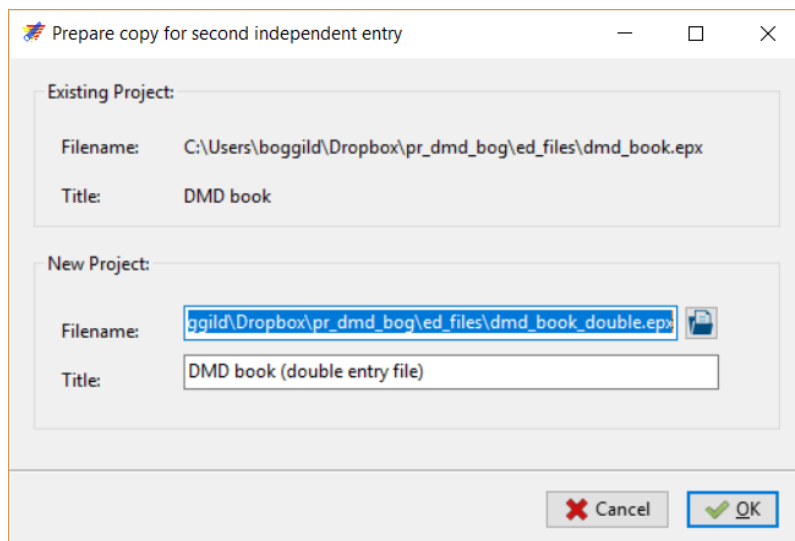 Prepare copy for second independent entry
Existing Project:
Filename: C:\Users\boggild\Dropbox\pr_dmd_bog\ed_files\dmd_book.epx
Title: DMD book
New Project:
Filename: ggild\Dropbox\pr_dmd_bog\ed_files\dmd_book_double.epx
Title: DMD book (double entry file)
Cancel OK